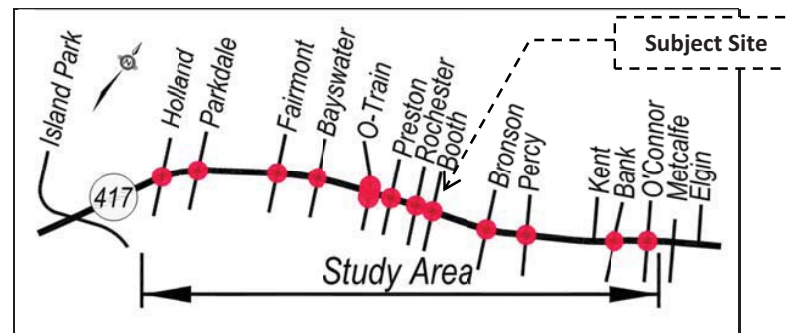 Subject Site
Island Park
Holland
Parkdale
Fairmont
Bayswater
O-Train
Preston
Rochester
Booth
Bronson
Percy
Kent
Bank
O'Connor
Metcalfe
Elgin
417
Study Area